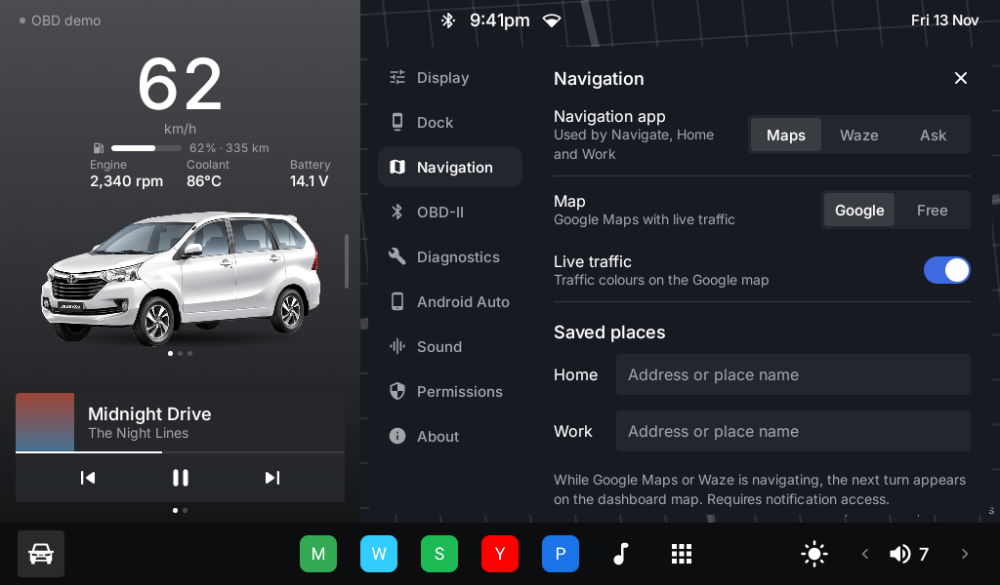 OBD demo
9:41pm
Fri 13 Nov
62
km/h
62% · 335 km
Engine
Coolant
Battery
2,340 rpm
86°C
14.1 V
Midnight Drive
The Night Lines
Display
Dock
Navigation
OBD-II
Diagnostics
Android Auto
Sound
Permissions
About
Navigation
Navigation app
Used by Navigate, Home
and Work
Maps
Waze
Ask
Map
Google Maps with live traffic
Google
Free
Live traffic
Traffic colours on the Google map
Saved places
Home
Address or place name
Work
Address or place name
While Google Maps or Waze is navigating, the next turn appears
on the dashboard map. Requires notification access.
M
W
S
Y
P
7